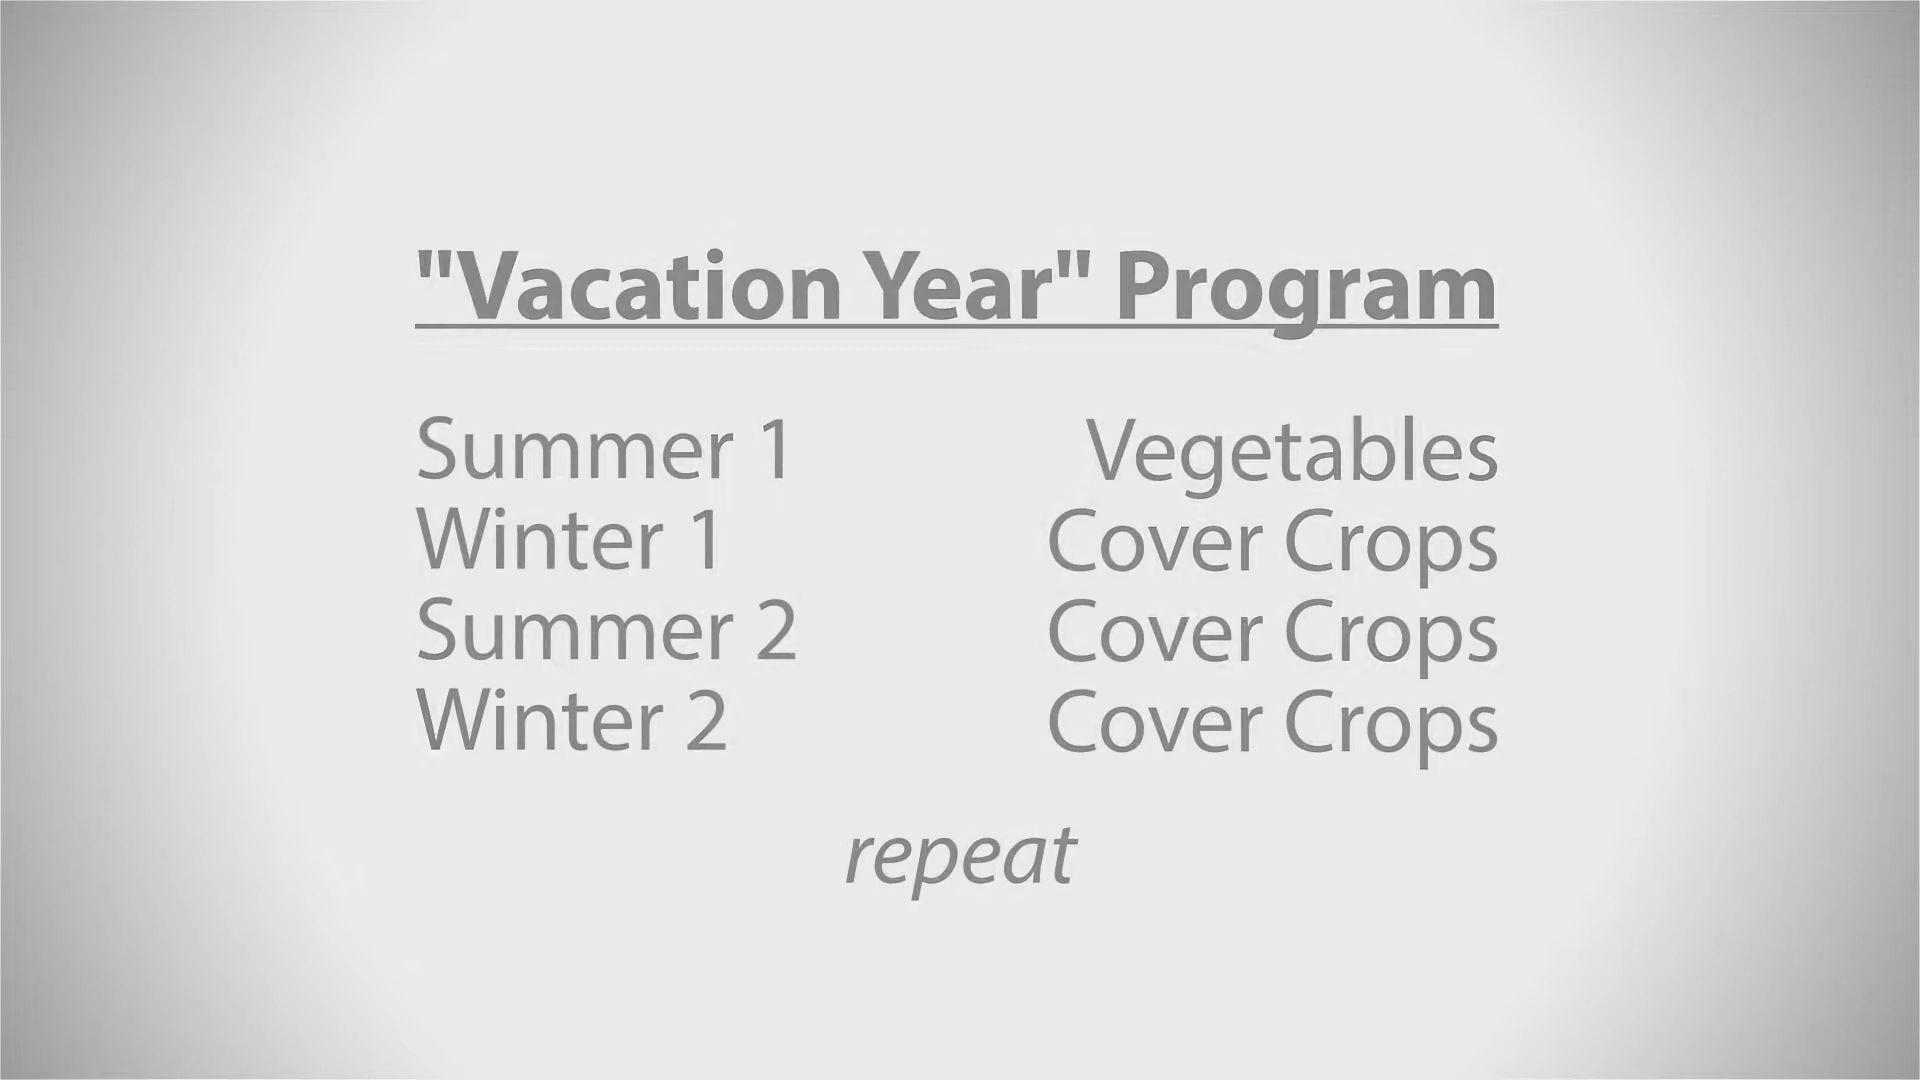 "Vacation Year" Program
Summer 1 Vegetables
Winter 1 Cover Crops
Summer 2 Cover Crops
Winter 2 Cover Crops
repeat